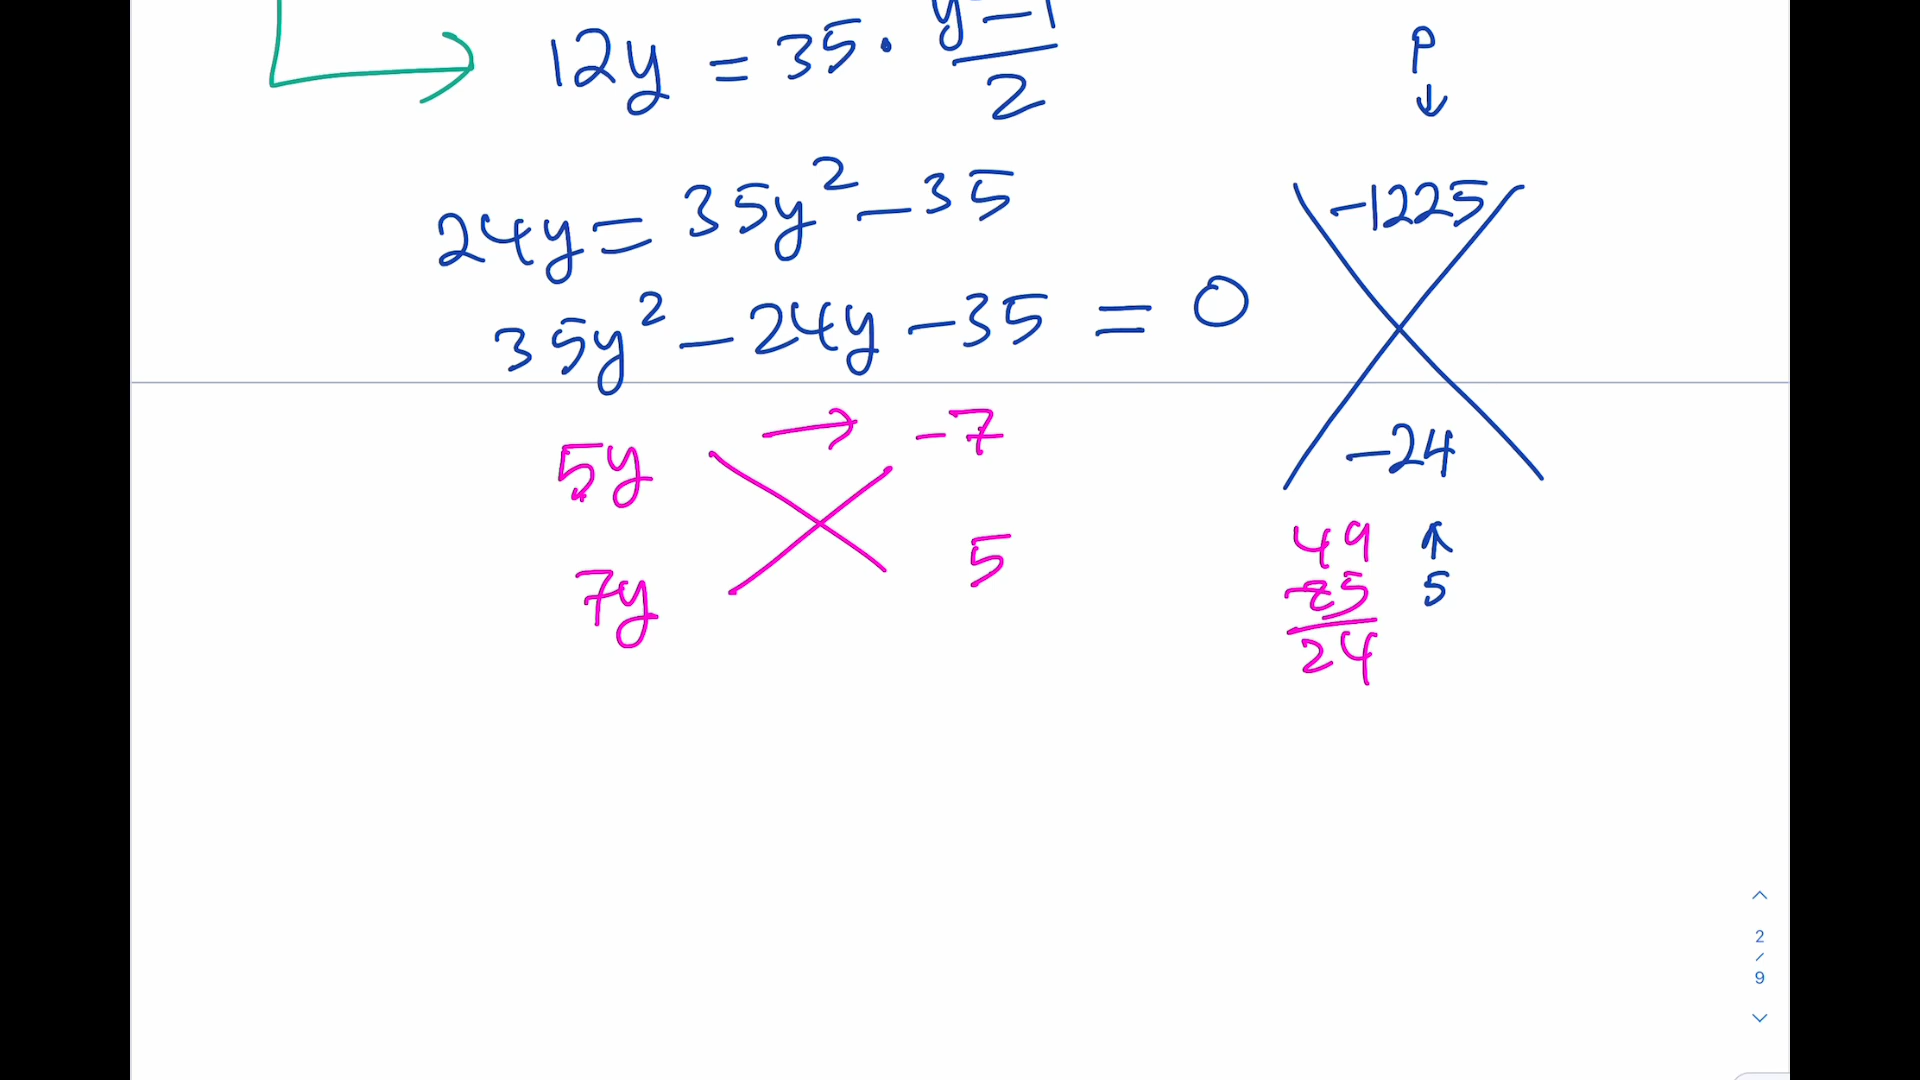 12y = 35 · y²-1/2
P
↓
24y = 35y² - 35
-1225
35y² - 24y - 35 = 0
5y → -7
-24
7y 5
49 ↑
-25 5
24
2
/
9